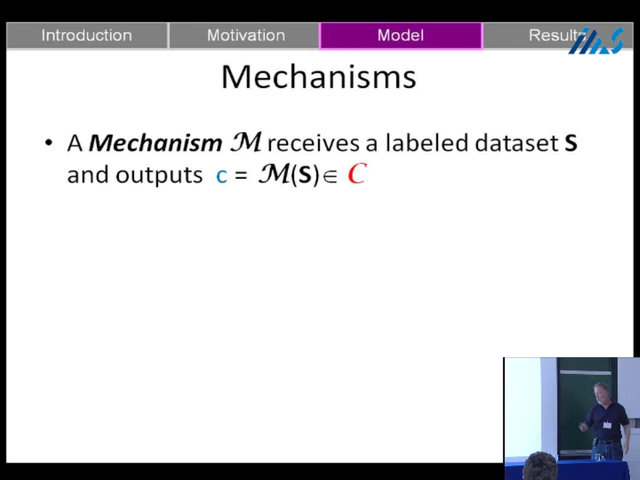 Introduction Motivation Model Results
Mechanisms
• A Mechanism ℳ receives a labeled dataset S
and outputs c = ℳ(S)∈ C